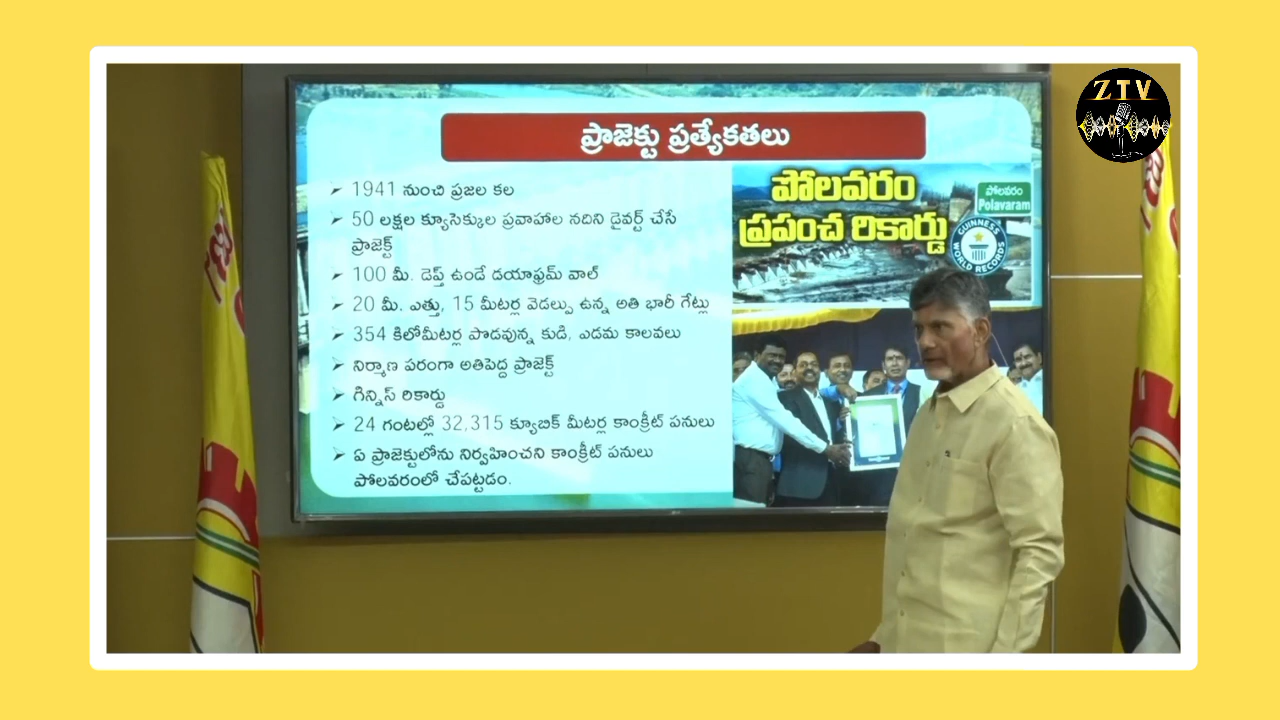 ZTV
ప్రాజెక్టు ప్రత్యేకతలు
1941 నుంచి ప్రజల కల
50 లక్షల క్యూసెక్కుల ప్రవాహాల నదిని డైవర్ట్ చేసే
ప్రాజెక్ట్
100 మీ. డెప్త్ ఉండే డయాఫ్రమ్ వాల్
20 మీ. ఎత్తు, 15 మీటర్ల వెడల్పు ఉన్న అతి భారీ గేట్లు
354 కిలోమీటర్ల పొడవున్న కుడి, ఎడమ కాలవలు
నిర్మాణ పరంగా అతిపెద్ద ప్రాజెక్ట్
గిన్నిస్ రికార్డు
24 గంటల్లో 32,315 క్యూబిక్ మీటర్ల కాంక్రీట్ పనులు
ఏ ప్రాజెక్టులోను నిర్వహించని కాంక్రీట్ పనులు
పోలవరంలో చేపట్టడం.
పోలవరం
ప్రపంచ రికార్డు
పోలవరం
Polavaram
GUINNESS
WORLD RECORDS